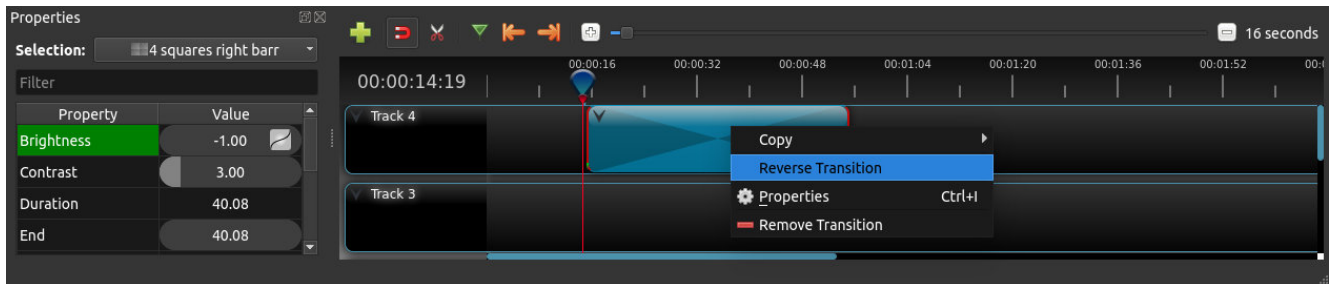 Properties
Selection: 4 squares right barr
Filter
Property Value
Brightness -1.00
Contrast 3.00
Duration 40.08
End 40.08
16 seconds
00:00:14:19
00:00:16 00:00:32 00:00:48 00:01:04 00:01:20 00:01:36 00:01:52
Track 4
Track 3
Copy
Reverse Transition
Properties Ctrl+I
Remove Transition